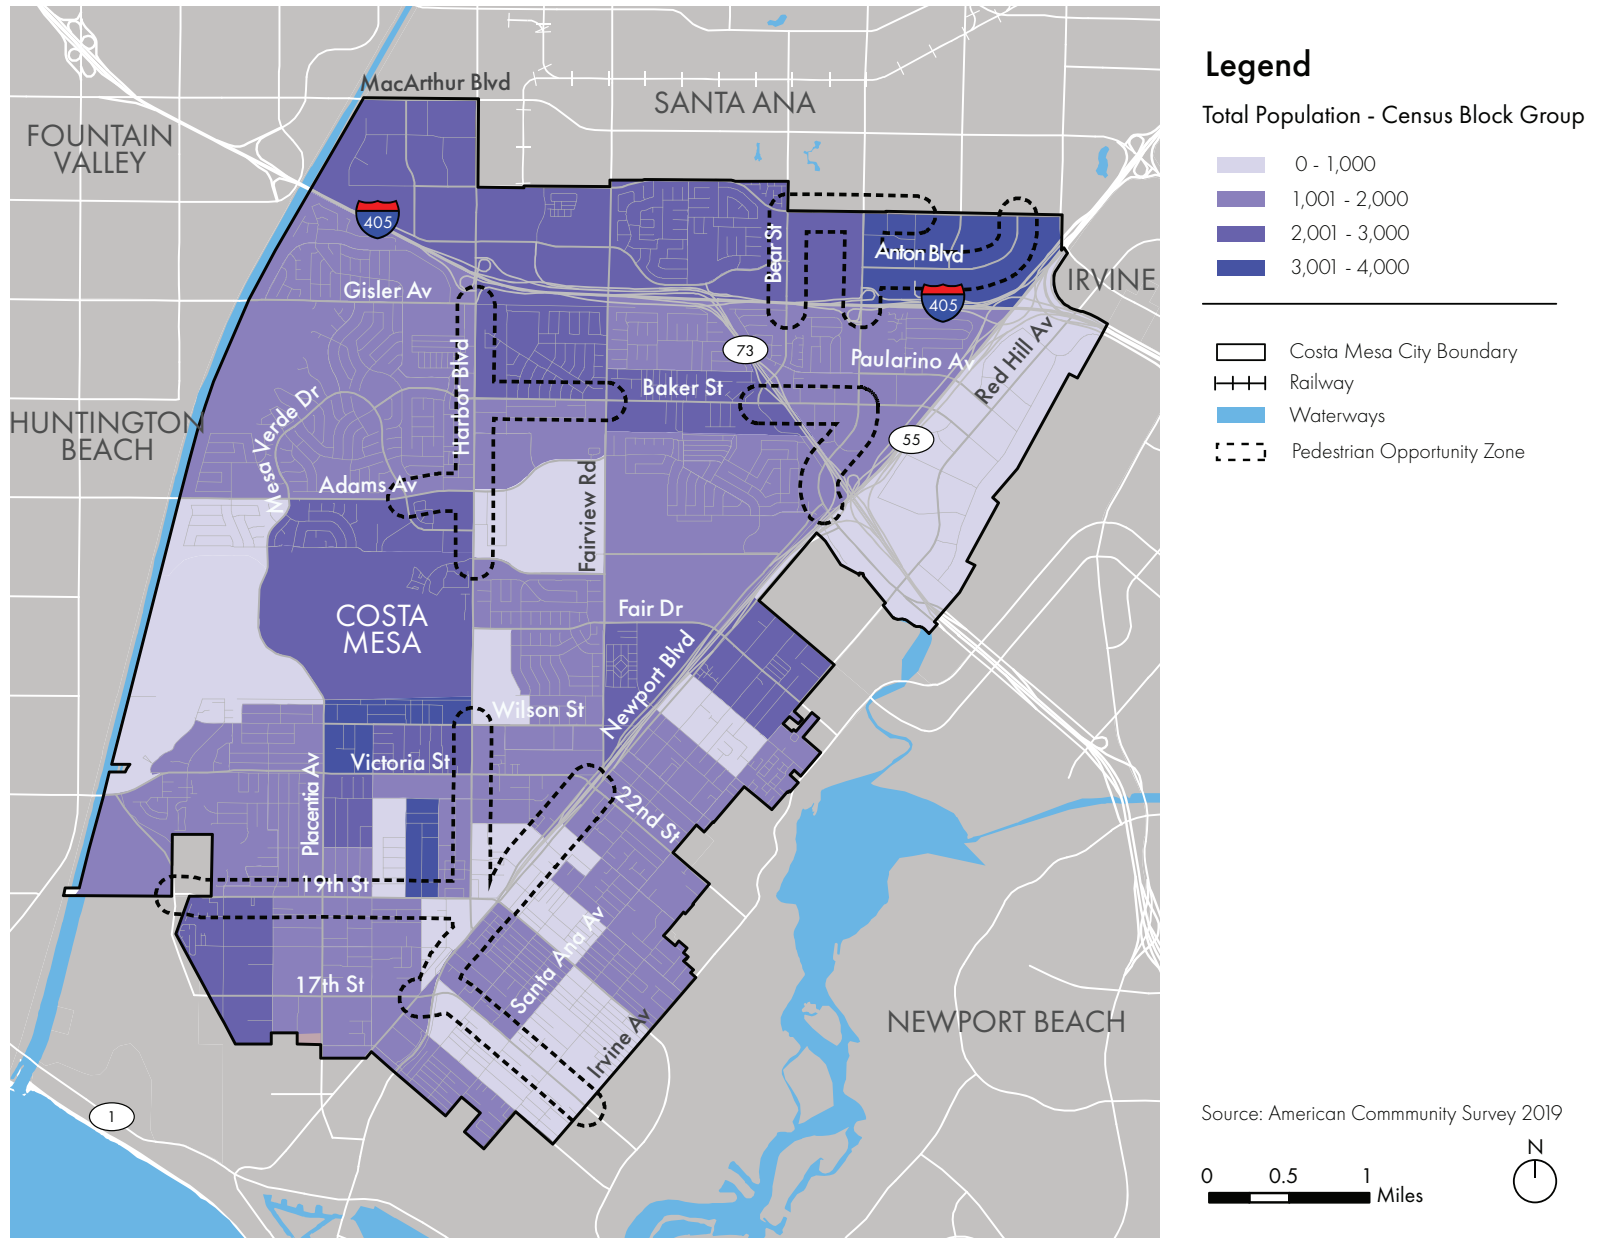 MacArthur Blvd
SANTA ANA
FOUNTAIN
VALLEY
405
Bear St
Anton Blvd
IRVINE
Gisler Av
405
73
Paularino Av
Red Hill Av
Harbor Blvd
Baker St
HUNTINGTON
BEACH
Mesa Verde Dr
55
Adams Av
Fairview Rd
COSTA
MESA
Fair Dr
Newport Blvd
Wilson St
Victoria St
Placentia Av
22nd St
19th St
Santa Ana Av
17th St
Irvine Av
NEWPORT BEACH
1
Legend
Total Population - Census Block Group
0 - 1,000
1,001 - 2,000
2,001 - 3,000
3,001 - 4,000
Costa Mesa City Boundary
Railway
Waterways
Pedestrian Opportunity Zone
Source: American Commmunity Survey 2019
N
0 0.5 1
Miles